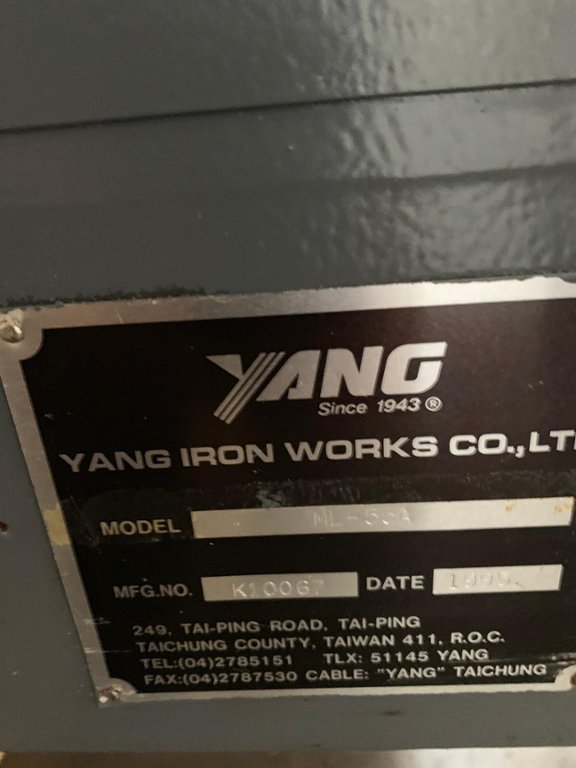 YANG
Since 1943 ®
YANG IRON WORKS CO.,LT
MODEL
MFG.NO. K10067 DATE
249, TAI-PING ROAD, TAI-PING
TAICHUNG COUNTY, TAIWAN 411, R.O.C.
TEL:(04)2785151 TLX: 51145 YANG
FAX:(04)2787530 CABLE: "YANG" TAICHUNG